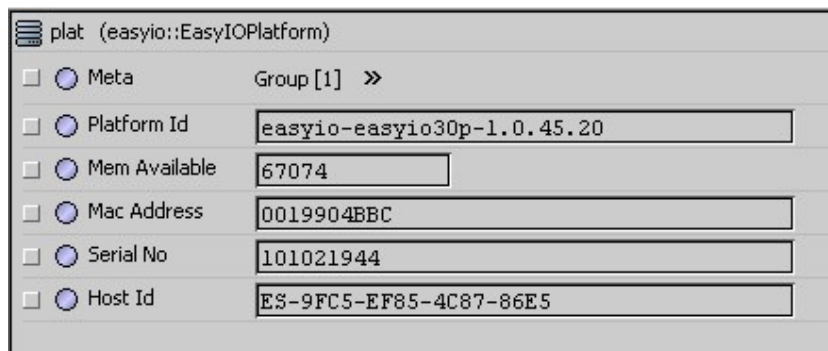 plat (easyio::EasyIOPlatform)
Meta Group [1] »
Platform Id easyio-easyio30p-1.0.45.20
Mem Available 67074
Mac Address 0019904BBC
Serial No 101021944
Host Id ES-9FC5-EF85-4C87-86E5